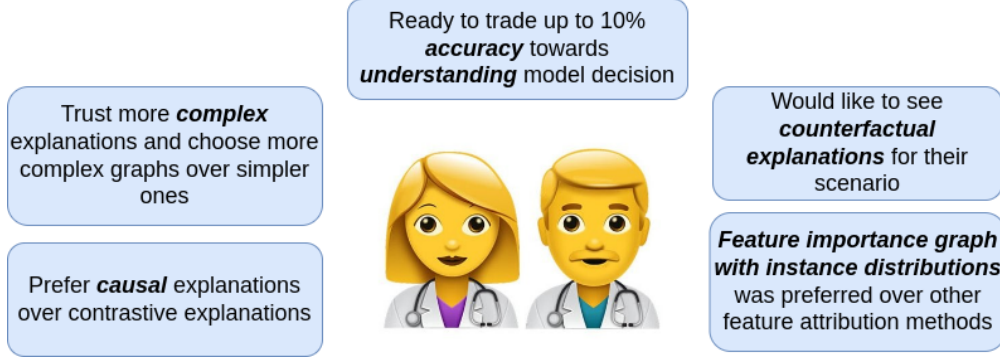 Ready to trade up to 10%
accuracy towards
understanding model decision
Trust more complex
explanations and choose more
complex graphs over simpler
ones
Would like to see
counterfactual
explanations for their
scenario
Prefer causal explanations
over contrastive explanations
Feature importance graph
with instance distributions
was preferred over other
feature attribution methods